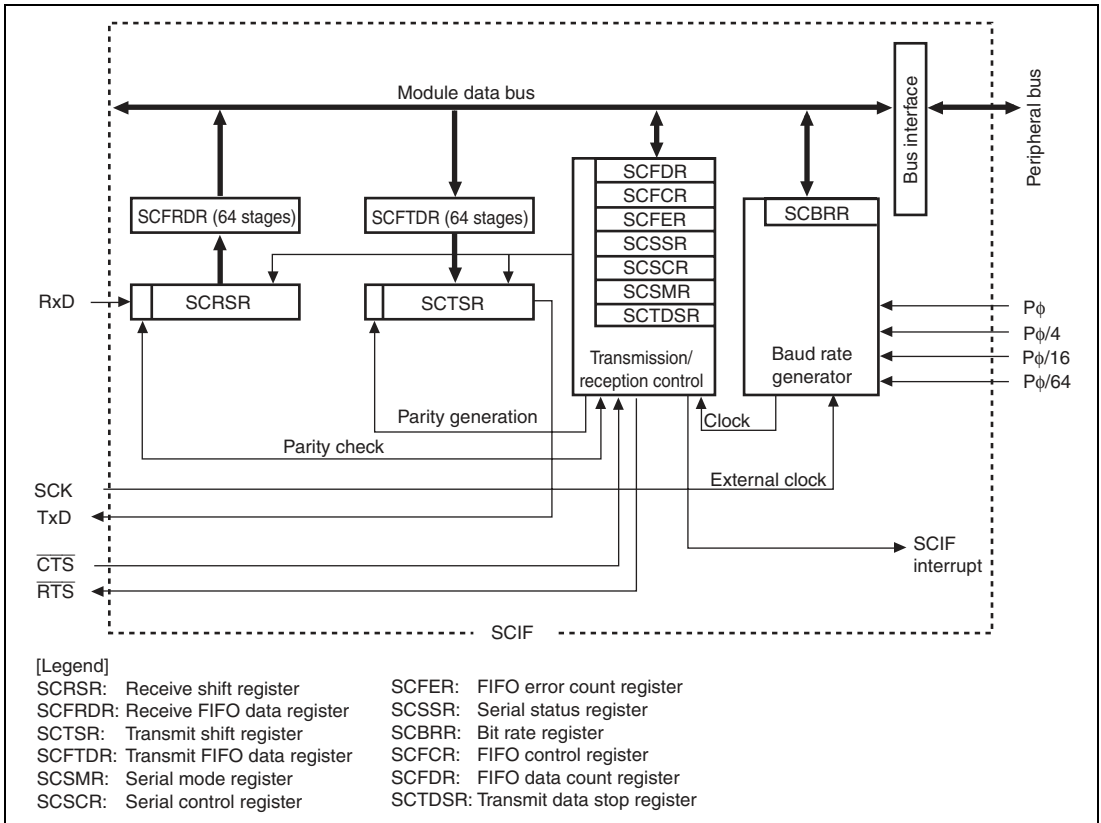 Module data bus
Bus interface
Peripheral bus
SCFRDR (64 stages)
SCFTDR (64 stages)
SCFDR
SCFCR
SCFER
SCSSR
SCSCR
SCSMR
SCTDSR
Transmission/
reception control
SCBRR
Baud rate
generator
RxD
SCRSR
SCTSR
Pϕ
Pϕ/4
Pϕ/16
Pϕ/64
Parity generation
Clock
Parity check
SCK
External clock
TxD
CTS
SCIF
interrupt
RTS
SCIF
[Legend]
SCRSR: Receive shift register
SCFRDR: Receive FIFO data register
SCTSR: Transmit shift register
SCFTDR: Transmit FIFO data register
SCSMR: Serial mode register
SCSCR: Serial control register
SCFER: FIFO error count register
SCSSR: Serial status register
SCBRR: Bit rate register
SCFCR: FIFO control register
SCFDR: FIFO data count register
SCTDSR: Transmit data stop register